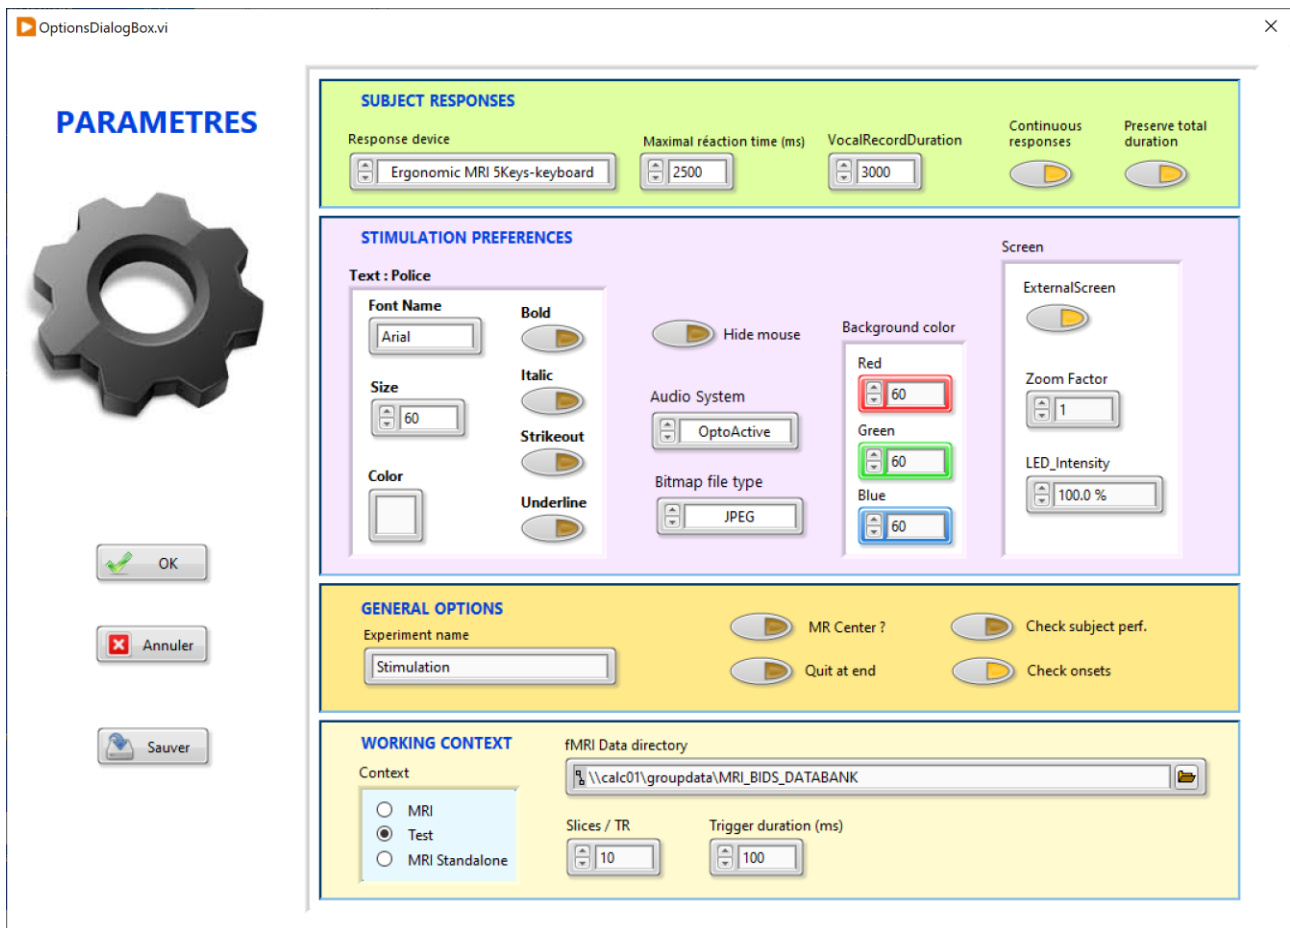 OptionsDialogBox.vi
PARAMETRES
OK
Annuler
Sauver
SUBJECT RESPONSES
Response device
Ergonomic MRI 5Keys-keyboard
Maximal réaction time (ms)
2500
VocalRecordDuration
3000
Continuous
responses
Preserve total
duration
STIMULATION PREFERENCES
Text : Police
Font Name
Arial
Size
60
Color
Bold
Italic
Strikeout
Underline
Hide mouse
Audio System
OptoActive
Bitmap file type
JPEG
Background color
Red
60
Green
60
Blue
60
Screen
ExternalScreen
Zoom Factor
1
LED_Intensity
100.0 %
GENERAL OPTIONS
Experiment name
Stimulation
MR Center ?
Quit at end
Check subject perf.
Check onsets
WORKING CONTEXT
Context
MRI
Test
MRI Standalone
fMRI Data directory
\\calc01\groupdata\MRI_BIDS_DATABANK
Slices / TR
10
Trigger duration (ms)
100